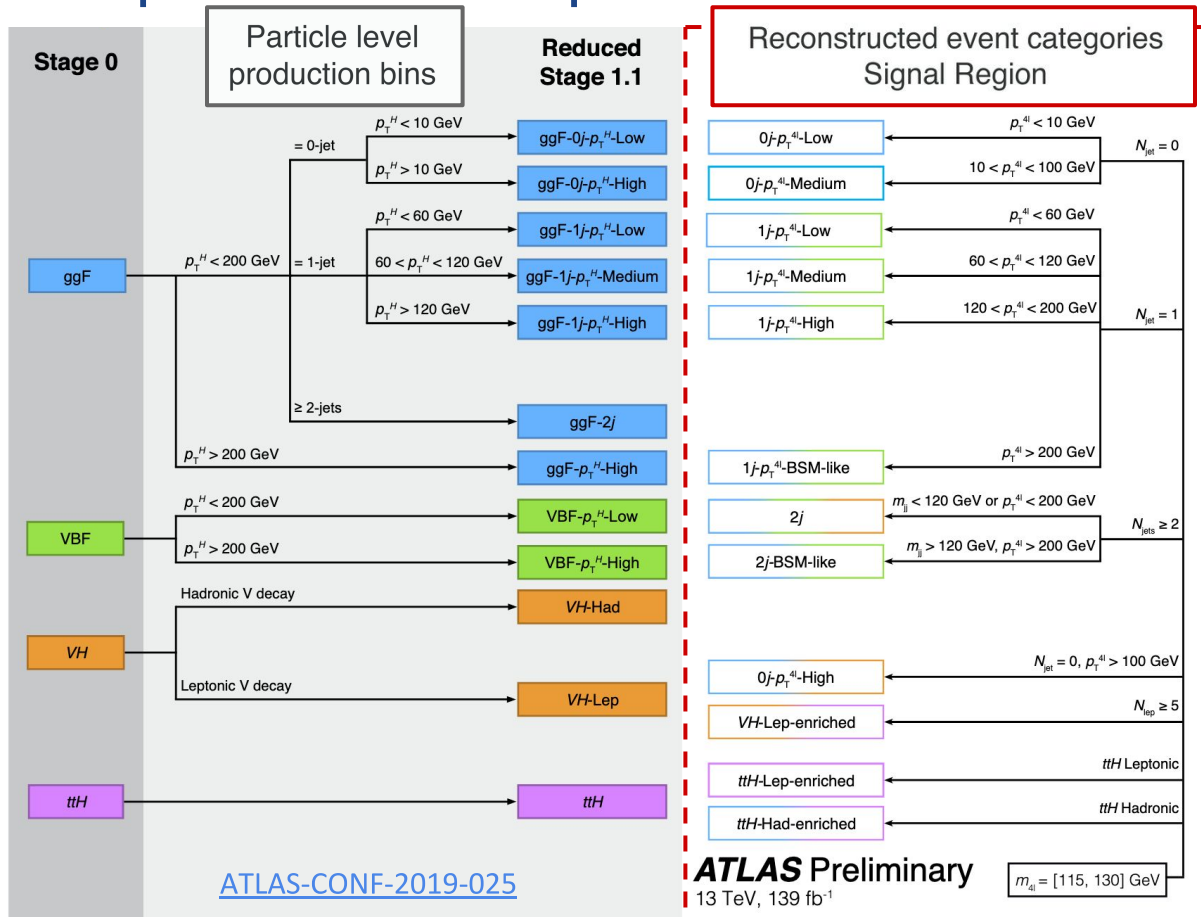 Particle level
production bins
Reconstructed event categories
Signal Region
Stage 0
Reduced
Stage 1.1
ggF
p_T^H < 200 GeV
p_T^H > 200 GeV
= 0-jet
p_T^H < 10 GeV
ggF-0j-p_T^H-Low
p_T^H > 10 GeV
ggF-0j-p_T^H-High
= 1-jet
p_T^H < 60 GeV
ggF-1j-p_T^H-Low
60 < p_T^H < 120 GeV
ggF-1j-p_T^H-Medium
p_T^H > 120 GeV
ggF-1j-p_T^H-High
≥ 2-jets
ggF-2j
ggF-p_T^H-High
VBF
p_T^H < 200 GeV
VBF-p_T^H-Low
p_T^H > 200 GeV
VBF-p_T^H-High
VH
Hadronic V decay
VH-Had
Leptonic V decay
VH-Lep
ttH
ttH
0j-p_T^4l-Low
p_T^4l < 10 GeV
N_jet = 0
0j-p_T^4l-Medium
10 < p_T^4l < 100 GeV
1j-p_T^4l-Low
p_T^4l < 60 GeV
1j-p_T^4l-Medium
60 < p_T^4l < 120 GeV
1j-p_T^4l-High
120 < p_T^4l < 200 GeV
N_jet = 1
1j-p_T^4l-BSM-like
p_T^4l > 200 GeV
2j
m_jj < 120 GeV or p_T^4l < 200 GeV
N_jets ≥ 2
2j-BSM-like
m_jj > 120 GeV, p_T^4l > 200 GeV
0j-p_T^4l-High
N_jet = 0, p_T^4l > 100 GeV
VH-Lep-enriched
N_lep ≥ 5
ttH-Lep-enriched
ttH Leptonic
ttH-Had-enriched
ttH Hadronic
ATLAS-CONF-2019-025
ATLAS Preliminary
13 TeV, 139 fb⁻¹
m_4l = [115, 130] GeV